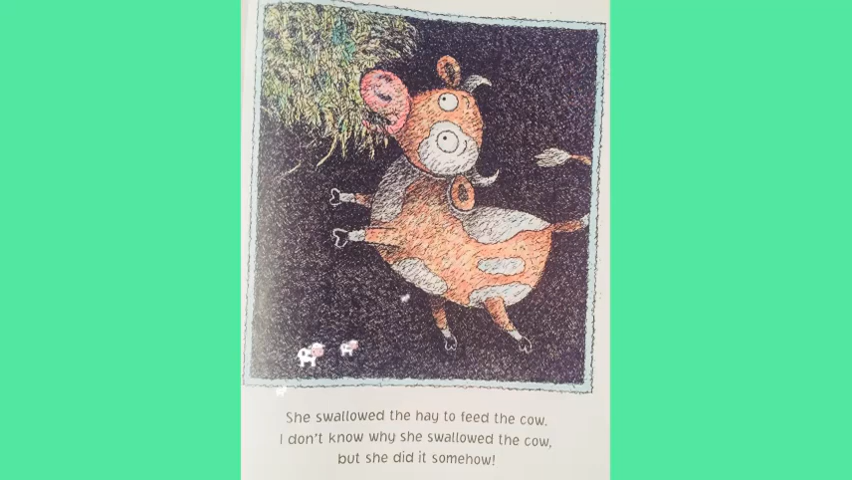 She swallowed the hay to feed the cow.
I don't know why she swallowed the cow,
but she did it somehow!